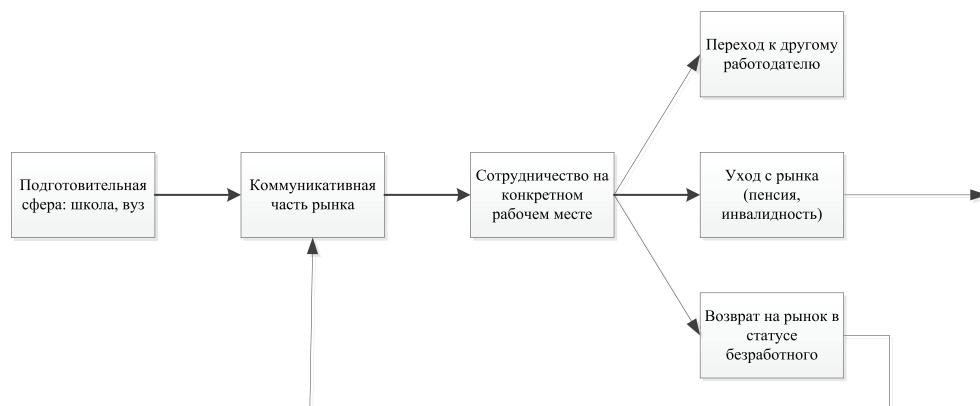 Переход к другому
работодателю
Подготовительная
сфера: школа, вуз
Коммуникативная
часть рынка
Сотрудничество на
конкретном
рабочем месте
Уход с рынка
(пенсия,
инвалидность)
Возврат на рынок в
статусе
безработного